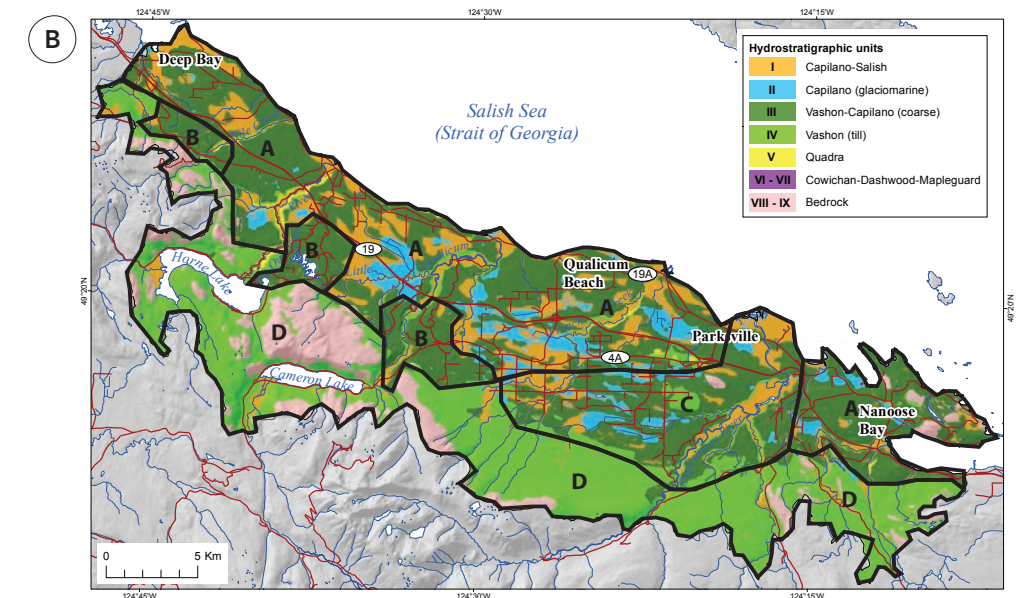 B
124°45'W
124°30'W
124°15'W
Hydrostratigraphic units
I Capilano-Salish
II Capilano (glaciomarine)
III Vashon-Capilano (coarse)
IV Vashon (till)
V Quadra
VI - VII Cowichan-Dashwood-Mapleguard
VIII - IX Bedrock
Deep Bay
Salish Sea
(Strait of Georgia)
B
A
River
B
19
A
Little Qualicum
Horne Lake
Qualicum
Beach
19A
49°20'N
49°20'N
A
D
B
Parksville
4A
Cameron Lake
C
A
Nanoose
Bay
D
D
0 5 Km
124°45'W
124°30'W
124°15'W